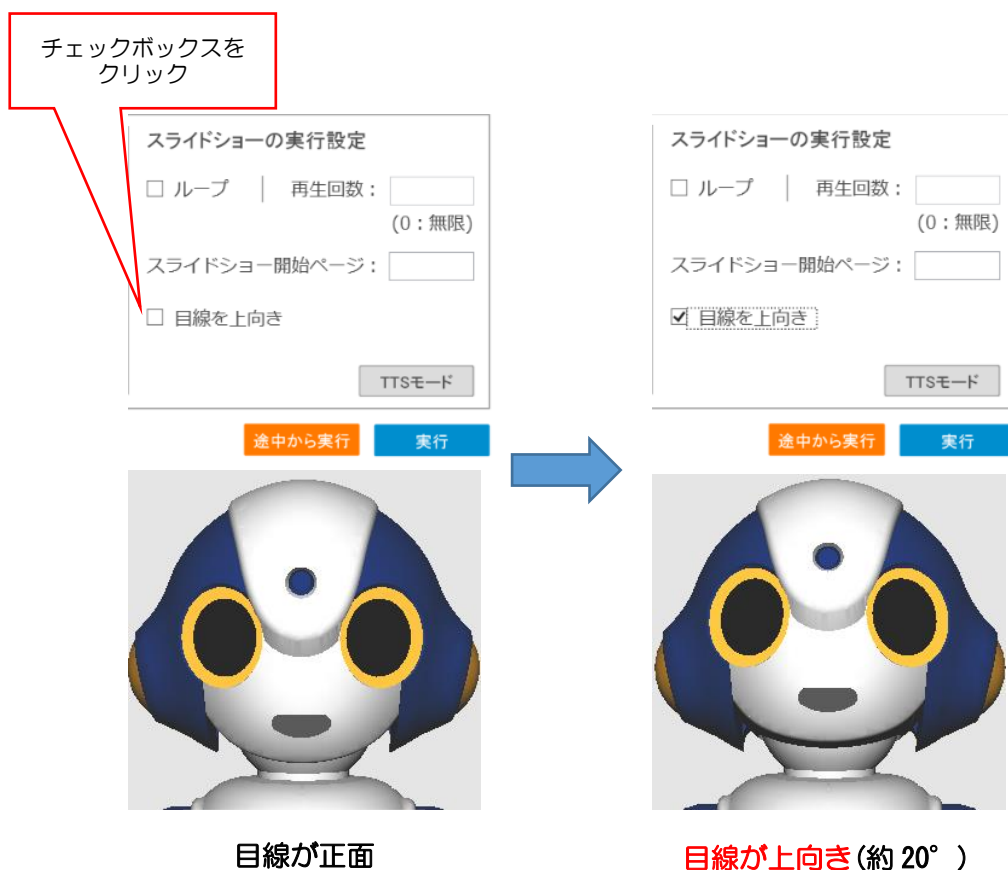 チェックボックスを
クリック
スライドショーの実行設定
□ ループ │ 再生回数：
(0：無限)
スライドショー開始ページ：
□ 目線を上向き
TTSモード
途中から実行 実行
目線が正面
スライドショーの実行設定
□ ループ │ 再生回数：
(0：無限)
スライドショー開始ページ：
☑ 目線を上向き
TTSモード
途中から実行 実行
目線が上向き(約20°)